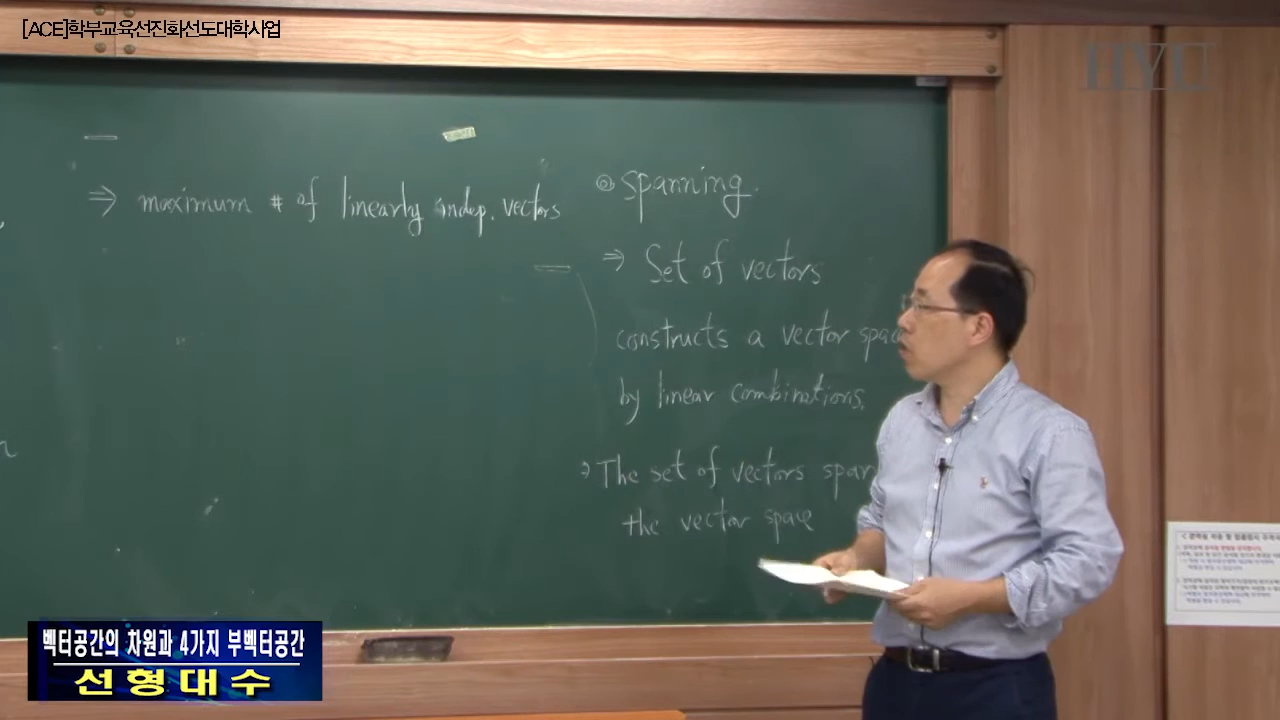 [ACE]학부교육선진화선도대학사업
HYU
⇒ maximum # of linearly indep. vectors
◎ Spanning.
⇒ Set of vectors
constructs a vector spac
by linear combinations.
⇒ The set of vectors span
the vector space
벡터공간의 차원과 4가지 부벡터공간
선형대수